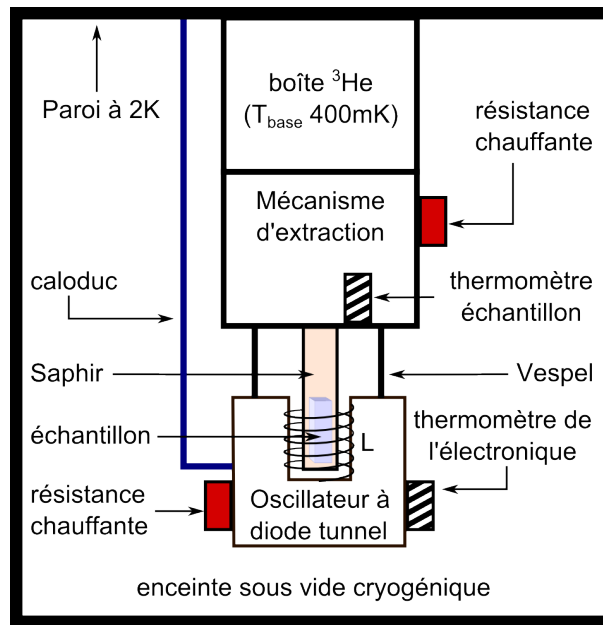 boîte ³He
(T_base 400mK)
Paroi à 2K
résistance
chauffante
Mécanisme
d'extraction
caloduc
thermomètre
échantillon
Saphir
Vespel
échantillon
L
thermomètre de
l'électronique
résistance
chauffante
Oscillateur à
diode tunnel
enceinte sous vide cryogénique